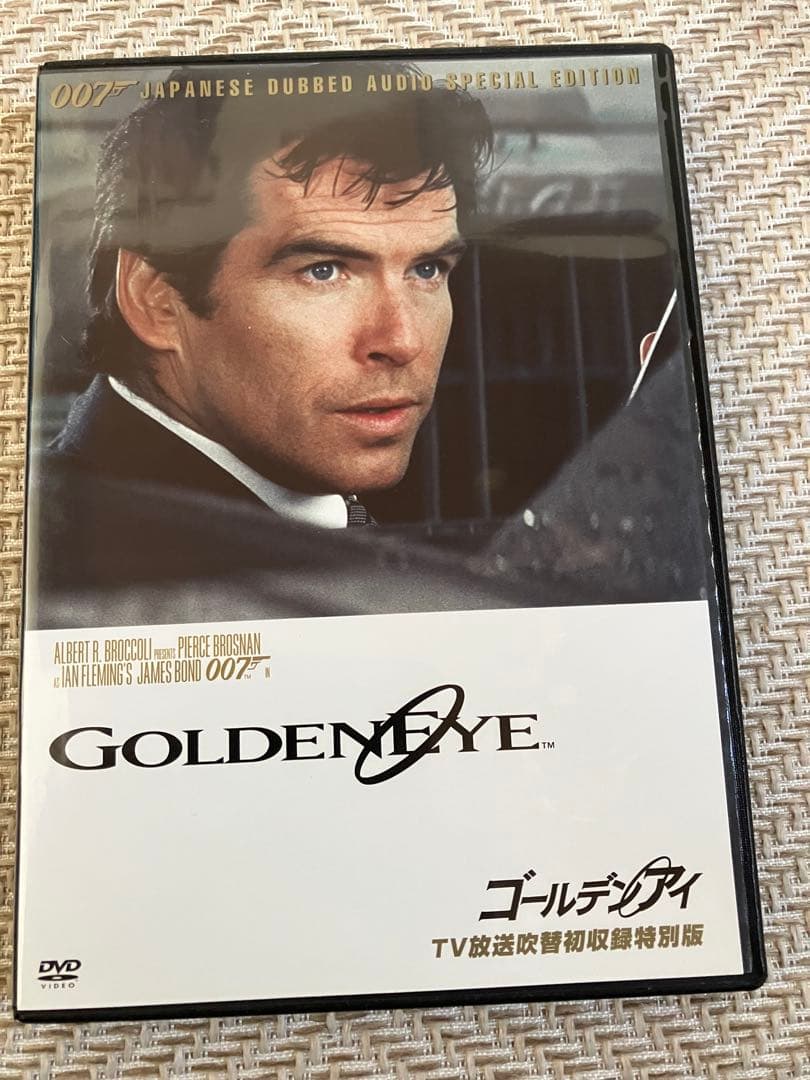 007 JAPANESE DUBBED AUDIO SPECIAL EDITION
ALBERT R. BROCCOLI PRESENTS PIERCE BROSNAN
AS IAN FLEMING'S JAMES BOND 007™ IN
GOLDENEYE™
ゴールデンアイ
TV放送吹替初収録特別版
DVD
VIDEO